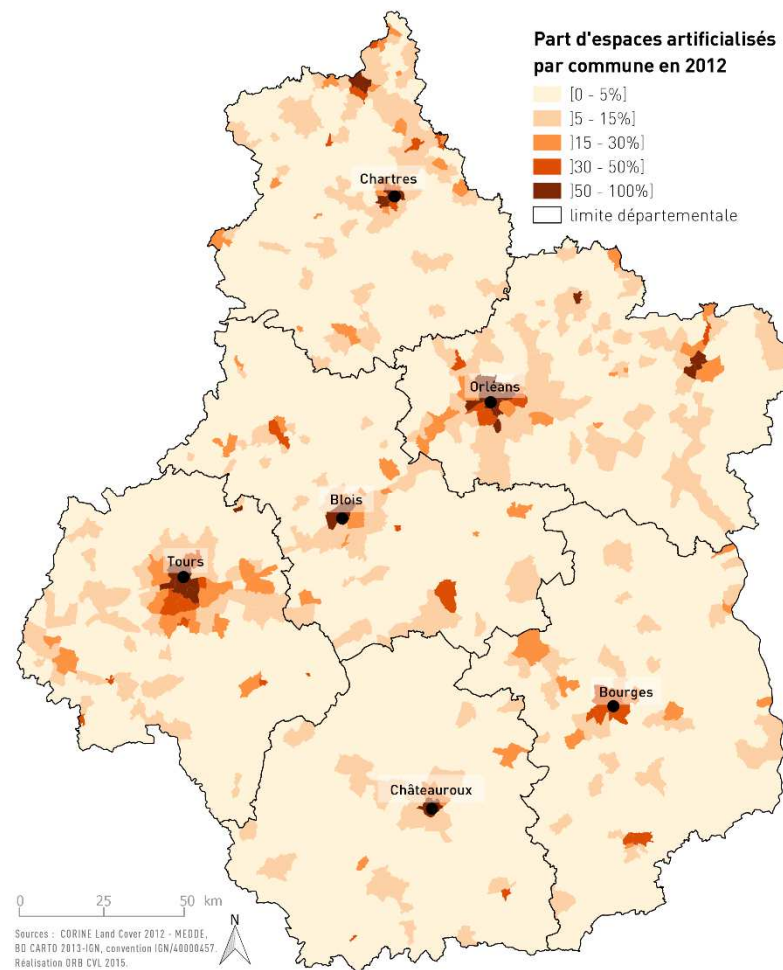 Part d'espaces artificialisés
par commune en 2012
[0 - 5%]
]5 - 15%]
]15 - 30%]
]30 - 50%]
]50 - 100%]
limite départementale
Chartres
Orléans
Blois
Tours
Bourges
Châteauroux
0 25 50 km
N
Sources : CORINE Land Cover 2012 - MEDDE,
BD CARTO 2013-IGN, convention IGN/40000457.
Réalisation ORB CVL 2015.